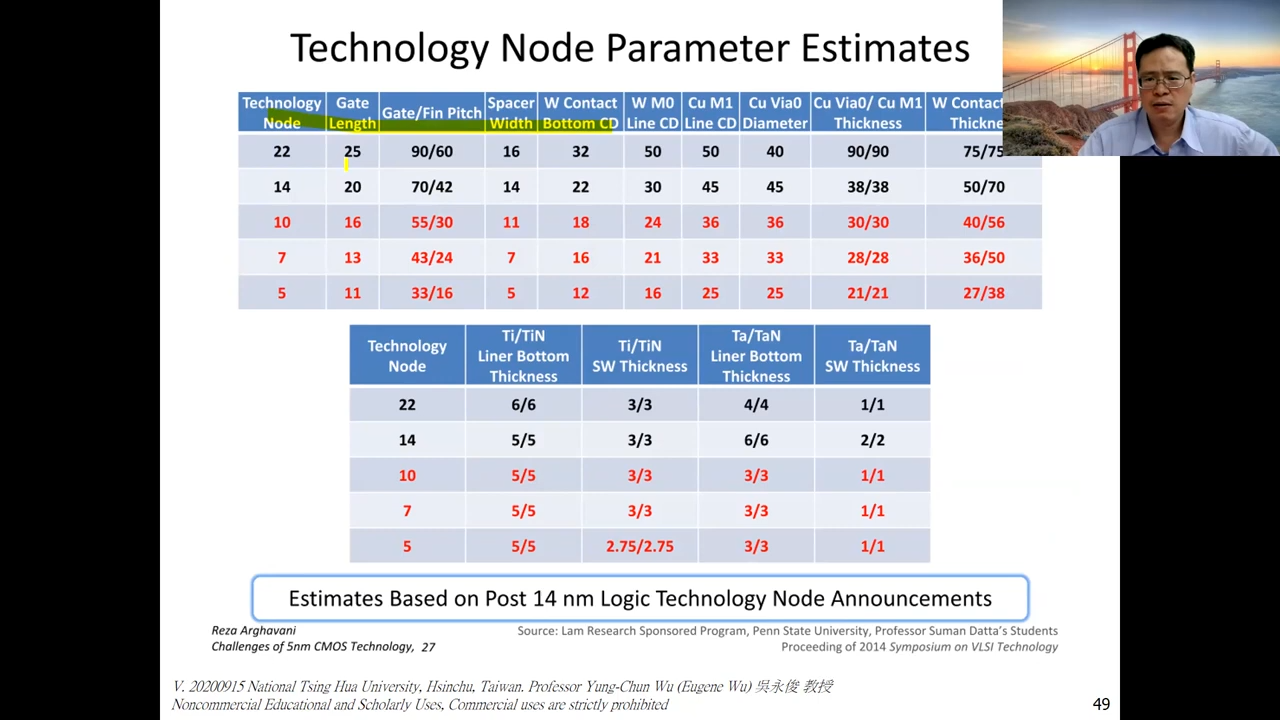 Technology Node Parameter Estimates
Technology Node Gate Length Gate/Fin Pitch Spacer Width W Contact Bottom CD W M0 Line CD Cu M1 Line CD Cu Via0 Diameter Cu Via0/ Cu M1 Thickness W Contact
22 25 90/60 16 32 50 50 40 90/90 75/75
14 20 70/42 14 22 30 45 45 38/38 50/70
10 16 55/30 11 18 24 36 36 30/30 40/56
7 13 43/24 7 16 21 33 33 28/28 36/50
5 11 33/16 5 12 16 25 25 21/21 27/38
Technology Node Ti/TiN Liner Bottom Thickness Ti/TiN SW Thickness Ta/TaN Liner Bottom Thickness Ta/TaN SW Thickness
22 6/6 3/3 4/4 1/1
14 5/5 3/3 6/6 2/2
10 5/5 3/3 3/3 1/1
7 5/5 3/3 3/3 1/1
5 5/5 2.75/2.75 3/3 1/1
Estimates Based on Post 14 nm Logic Technology Node Announcements
Reza Arghavani
Challenges of 5nm CMOS Technology, 27
Source: Lam Research Sponsored Program, Penn State University, Professor Suman Datta's Students
Proceeding of 2014 Symposium on VLSI Technology
V. 20200915 National Tsing Hua University, Hsinchu, Taiwan. Professor Yung-Chun Wu (Eugene Wu) 吳永俊 教授
Noncommercial Educational and Scholarly Uses, Commercial uses are strictly prohibited
49